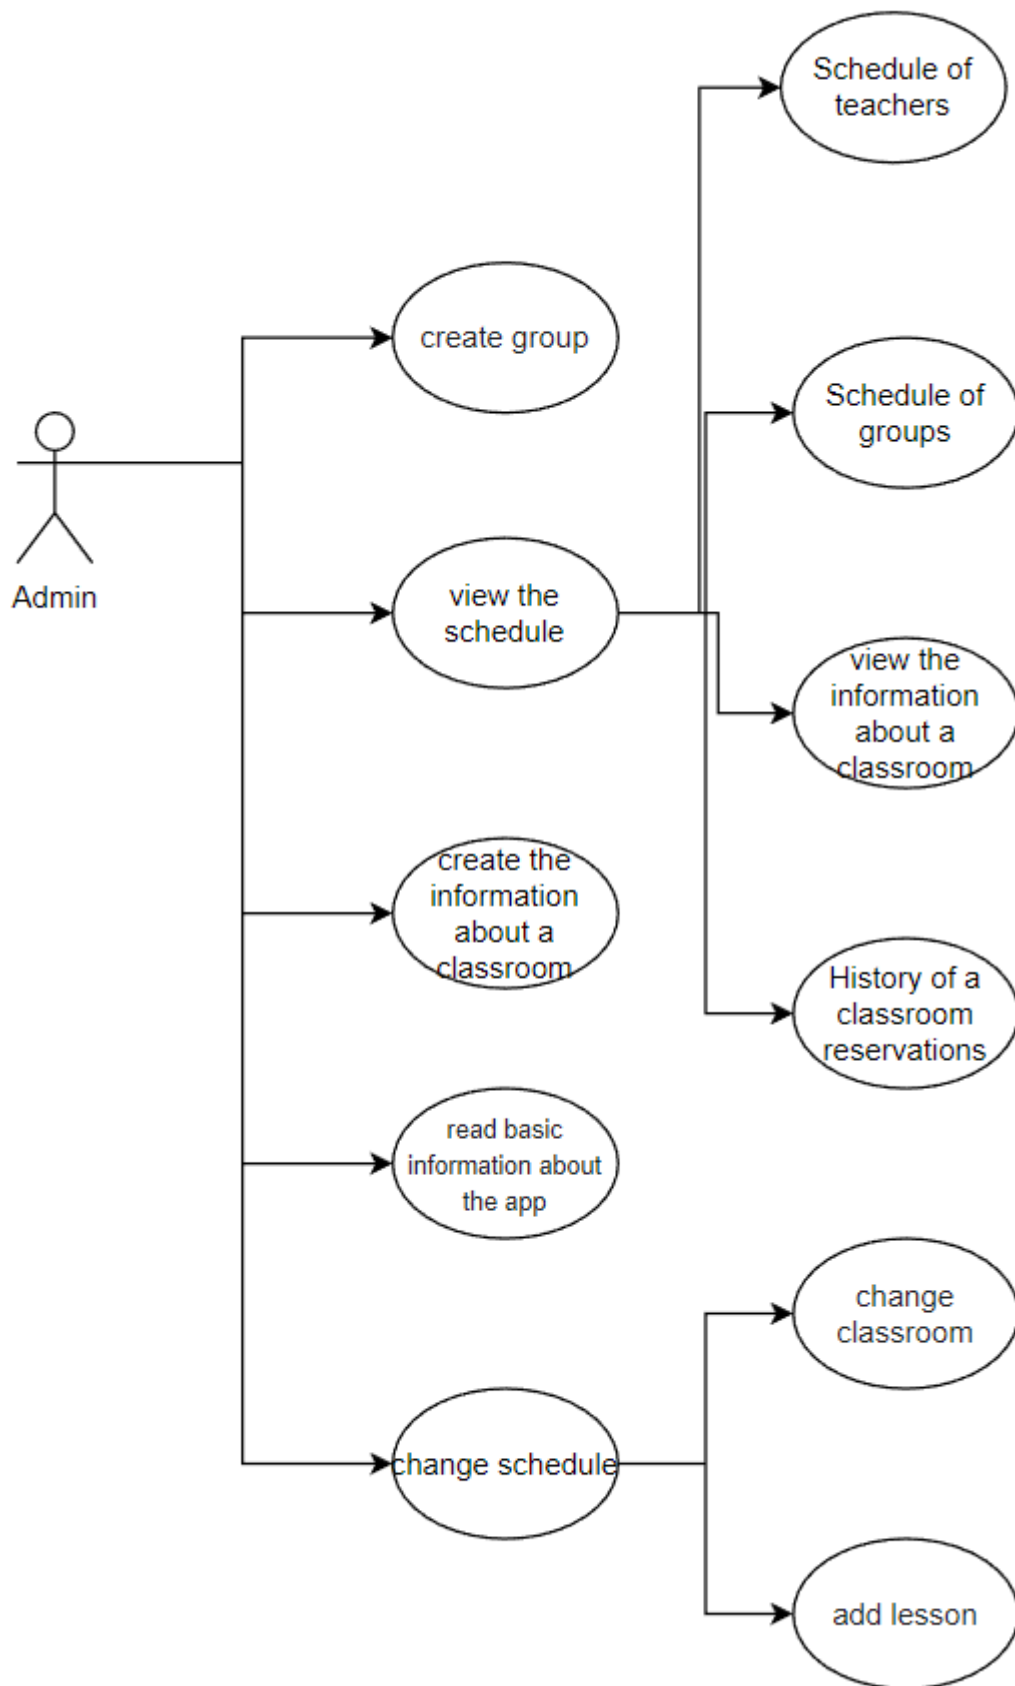 Schedule of
teachers
create group
Schedule of
groups
Admin
view the
schedule
view the
information
about a
classroom
create the
information
about a
classroom
History of a
classroom
reservations
read basic
information about
the app
change
classroom
change schedule
add lesson